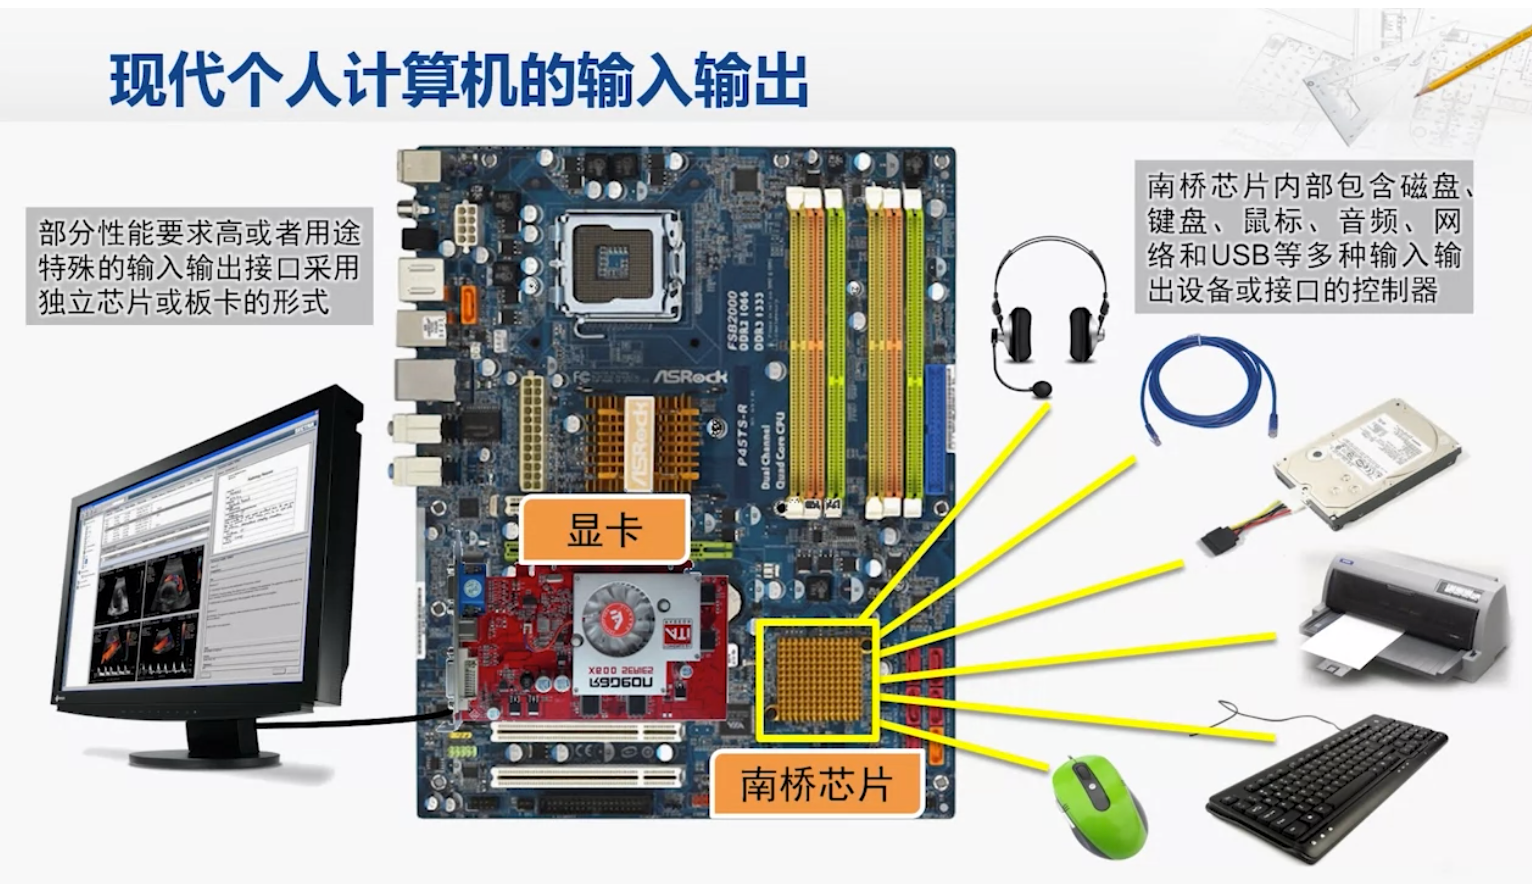 现代个人计算机的输入输出
部分性能要求高或者用途
特殊的输入输出接口采用
独立芯片或板卡的形式
南桥芯片内部包含磁盘、
键盘、鼠标、音频、网
络和USB等多种输入输
出设备或接口的控制器
FSB2000
DDR2 1066
DDR3 1333
ASRock
P45TS-R
Dual Channel
Quad Core CPU
ASRock
显卡
ATI
X800 SERIES
RADEON
南桥芯片